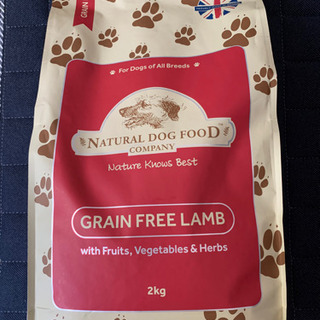 GRAIN
For Dogs of All Breeds
NATURAL DOG FOOD
COMPANY
Nature Knows Best
GRAIN FREE LAMB
with Fruits, Vegetables & Herbs
2kg